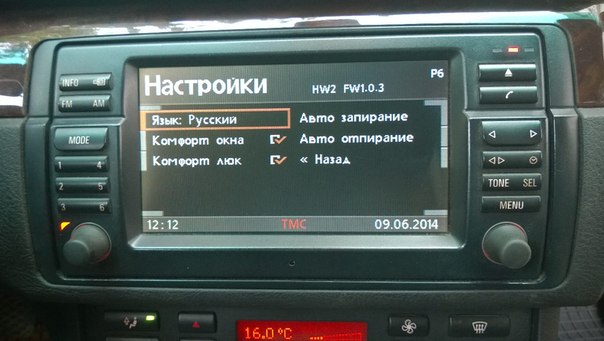 P6
Настройки HW2 FW1.0.3
Язык: Русский Авто запирание
Комфорт окна Авто отпирание
Комфорт люк « Назад
12:12 TMC 09.06.2014
INFO
FM AM
MODE
1 4
2 5
3 6
TONE SEL
MENU
16.0 °C